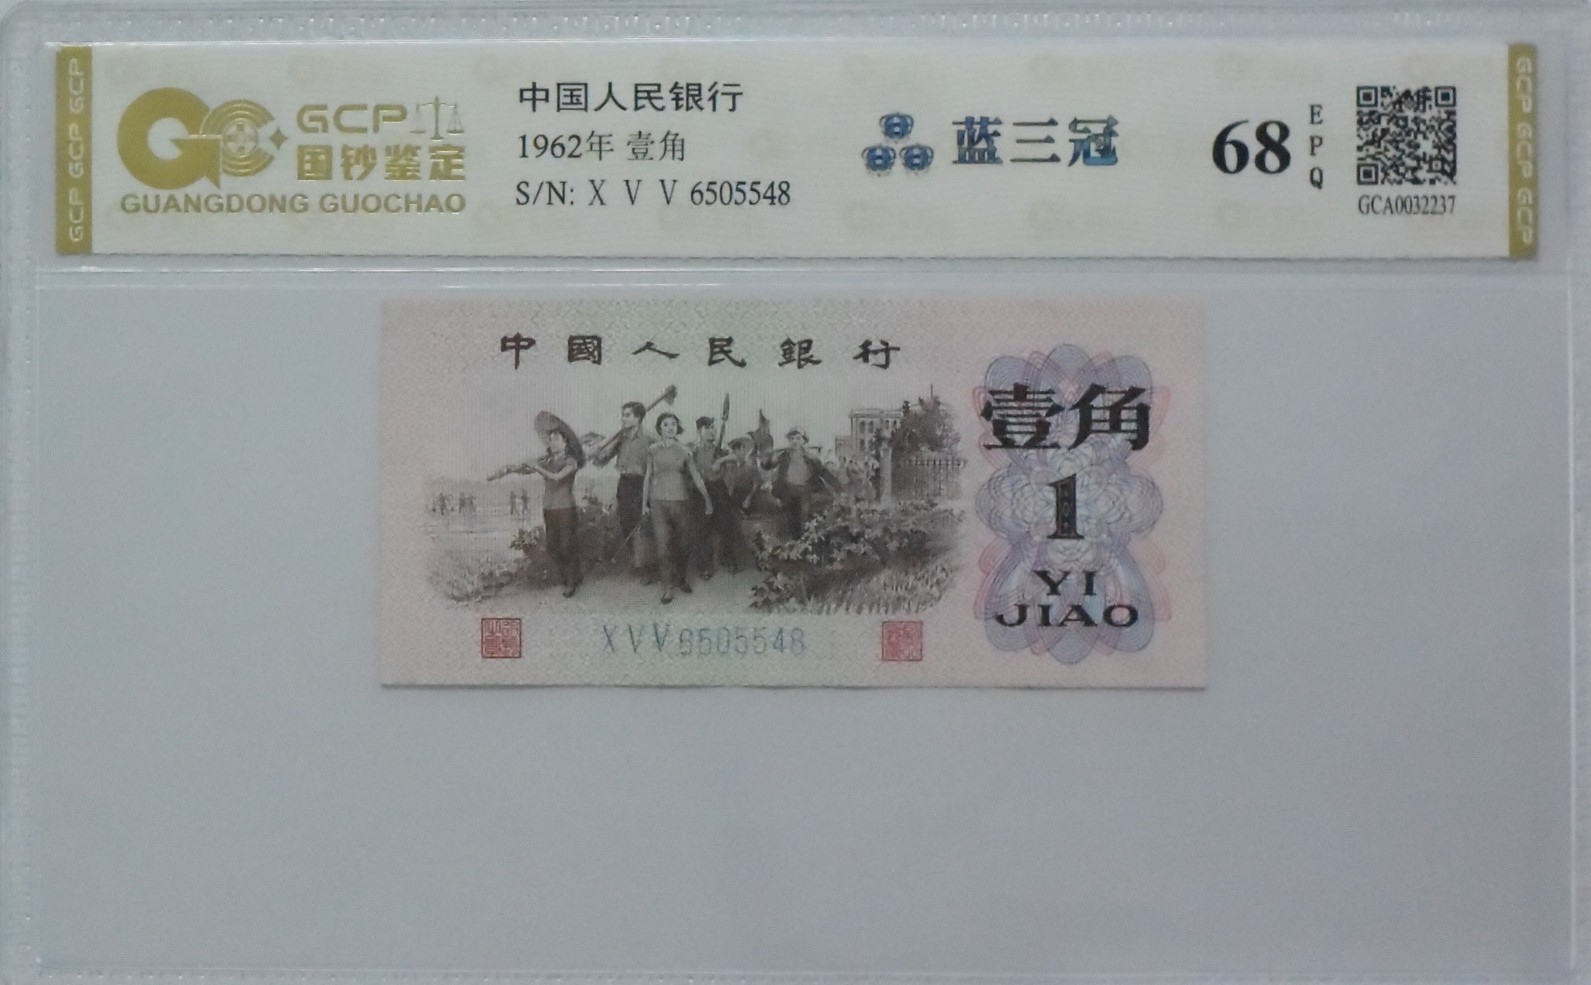 GCP
国钞鉴定
GUANGDONG GUOCHAO
中国人民银行
1962年 壹角
S/N: X V V 6505548
蓝三冠
68
EPQ
GCA0032237
GCP GCP GCP
GCP GCP GCP
中國人民銀行
壹角
1
YI
JIAO
X V V 6505548